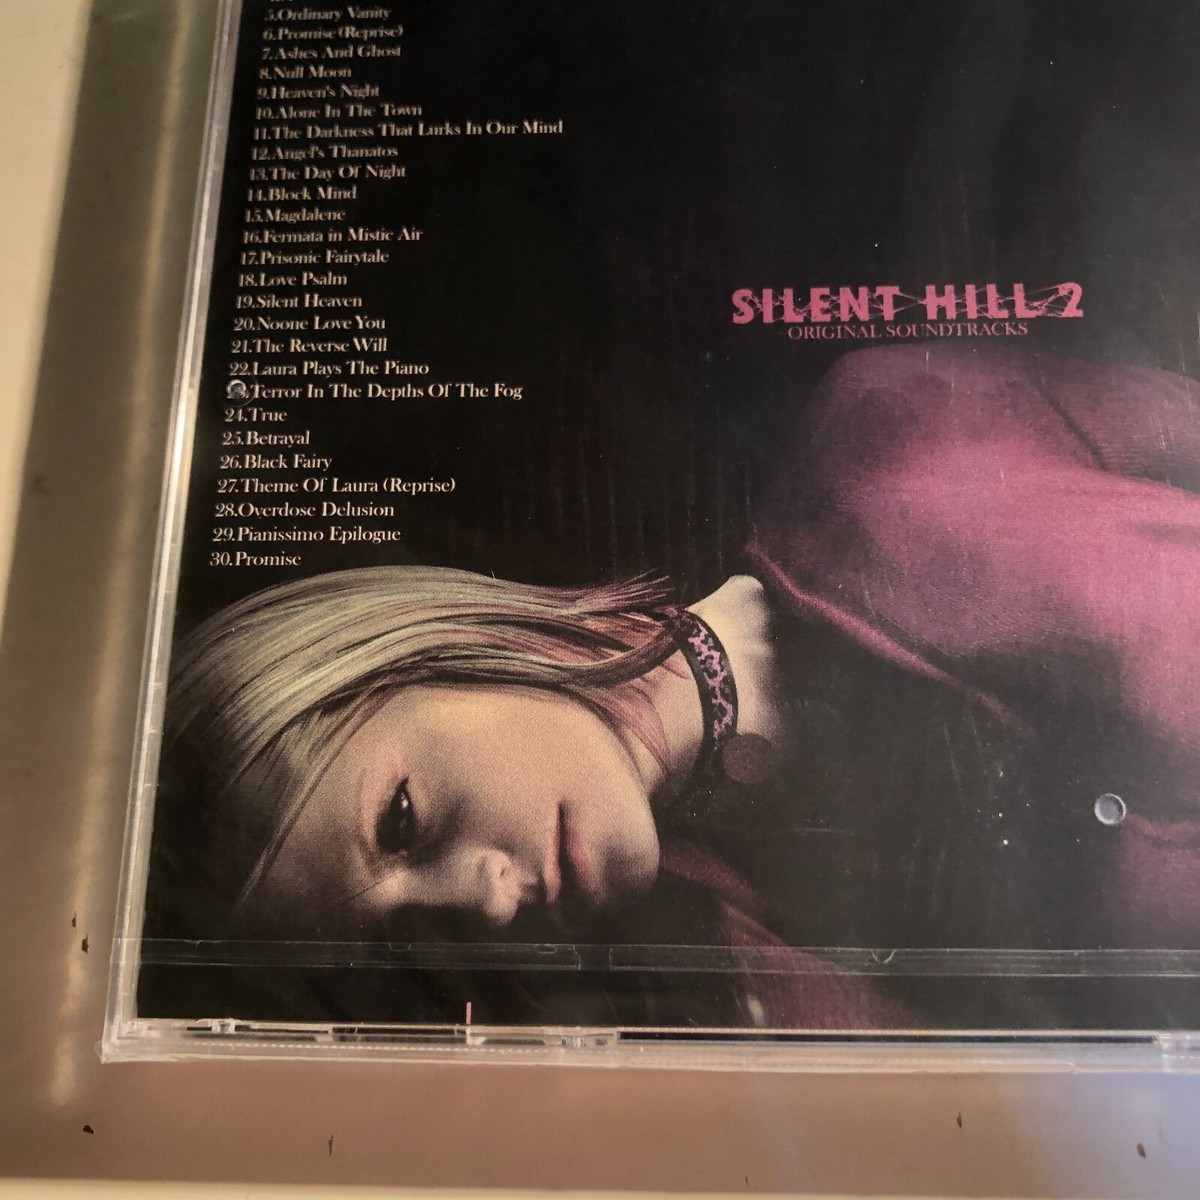 5.Ordinary Vanity
6.Promise (Reprise)
7.Ashes And Ghost
8.Null Moon
9.Heaven's Night
10.Alone In The Town
11.The Darkness That Lurks In Our Mind
12.Angel's Thanatos
13.The Day Of Night
14.Block Mind
15.Magdalene
16.Fermata in Mistic Air
17.Prisonic Fairytale
18.Love Psalm
19.Silent Heaven
20.Noone Love You
21.The Reverse Will
22.Laura Plays The Piano
Terror In The Depths Of The Fog
24.True
25.Betrayal
26.Black Fairy
27.Theme Of Laura (Reprise)
28.Overdose Delusion
29.Pianissimo Epilogue
30.Promise
SILENT HILL 2
ORIGINAL SOUNDTRACKS